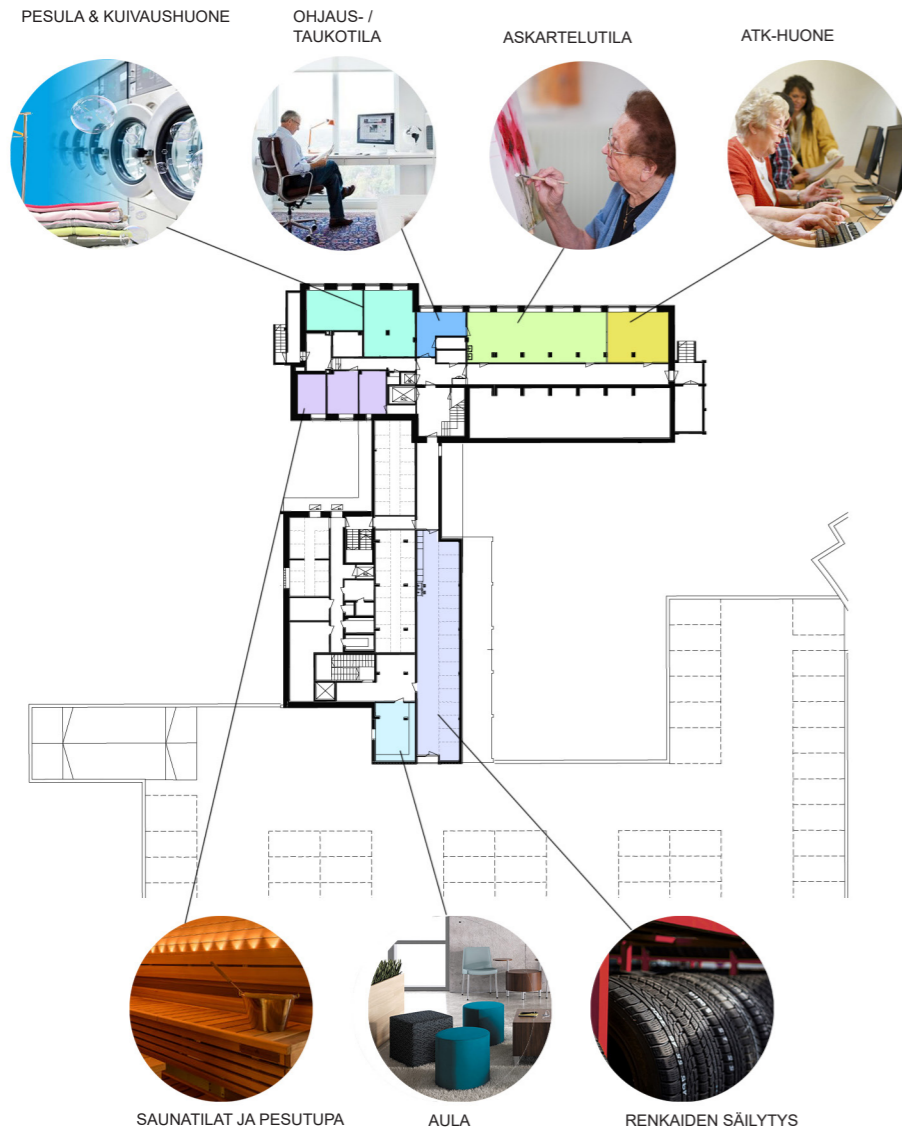 PESULA & KUIVAUSHUONE
OHJAUS- /
TAUKOTILA
ASKARTELUTILA
ATK-HUONE
SAUNATILAT JA PESUTUPA
AULA
RENKAIDEN SÄILYTYS